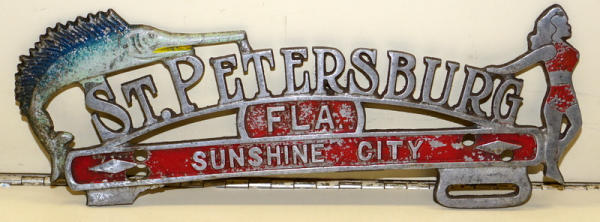 ST. PETERSBURG
FLA.
SUNSHINE CITY